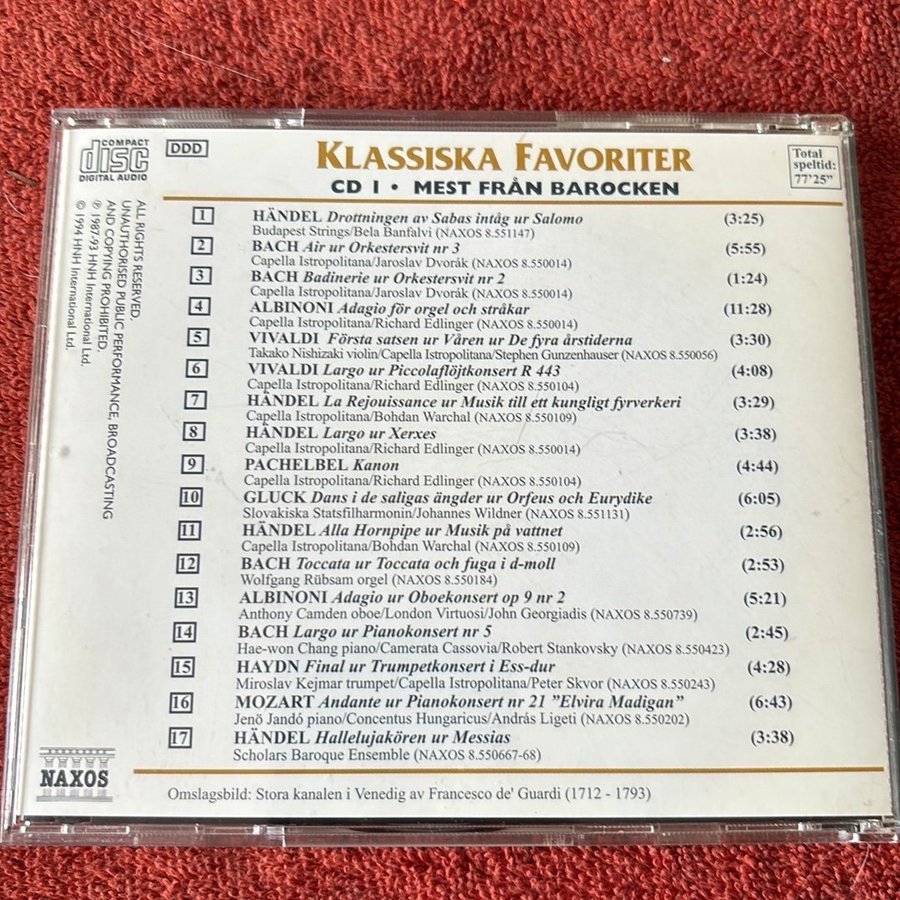 COMPACT
disc
DIGITAL AUDIO
DDD
KLASSISKA FAVORITER
CD 1 • MEST FRÅN BAROCKEN
Total
speltid:
77'25"
1 HÄNDEL Drottningen av Sabas intåg ur Salomo (3:25)
Budapest Strings/Bela Banfalvi (NAXOS 8.551147)
2 BACH Air ur Orkestersvit nr 3 (5:55)
Capella Istropolitana/Jaroslav Dvorák (NAXOS 8.550014)
3 BACH Badinerie ur Orkestersvit nr 2 (1:24)
Capella Istropolitana/Jaroslav Dvorák (NAXOS 8.550014)
4 ALBINONI Adagio för orgel och stråkar (11:28)
Capella Istropolitana/Richard Edlinger (NAXOS 8.550014)
5 VIVALDI Första satsen ur Våren ur De fyra årstiderna (3:30)
Takako Nishizaki violin/Capella Istropolitana/Stephen Gunzenhauser (NAXOS 8.550056)
6 VIVALDI Largo ur Piccolaflöjtkonsert R 443 (4:08)
Capella Istropolitana/Richard Edlinger (NAXOS 8.550104)
7 HÄNDEL La Rejouissance ur Musik till ett kungligt fyrverkeri (3:29)
Capella Istropolitana/Bohdan Warchal (NAXOS 8.550109)
8 HÄNDEL Largo ur Xerxes (3:38)
Capella Istropolitana/Richard Edlinger (NAXOS 8.550014)
9 PACHELBEL Kanon (4:44)
Capella Istropolitana/Richard Edlinger (NAXOS 8.550104)
10 GLUCK Dans i de saligas ängder ur Orfeus och Eurydike (6:05)
Slovakiska Statsfilharmonin/Johannes Wildner (NAXOS 8.551131)
11 HÄNDEL Alla Hornpipe ur Musik på vattnet (2:56)
Capella Istropolitana/Bohdan Warchal (NAXOS 8.550109)
12 BACH Toccata ur Toccata och fuga i d-moll (2:53)
Wolfgang Rübsam orgel (NAXOS 8.550184)
13 ALBINONI Adagio ur Oboekonsert op 9 nr 2 (5:21)
Anthony Camden oboe/London Virtuosi/John Georgiadis (NAXOS 8.550739)
14 BACH Largo ur Pianokonsert nr 5 (2:45)
Hae-won Chang piano/Camerata Cassovia/Robert Stankovsky (NAXOS 8.550423)
15 HAYDN Final ur Trumpetkonsert i Ess-dur (4:28)
Miroslav Kejmar trumpet/Capella Istropolitana/Peter Skvor (NAXOS 8.550243)
16 MOZART Andante ur Pianokonsert nr 21 ”Elvira Madigan” (6:43)
Jenö Jandó piano/Concentus Hungaricus/András Ligeti (NAXOS 8.550202)
17 HÄNDEL Hallelujakören ur Messias (3:38)
Scholars Baroque Ensemble (NAXOS 8.550667-68)
Omslagsbild: Stora kanalen i Venedig av Francesco de' Guardi (1712 - 1793)
ALL RIGHTS RESERVED.
UNAUTHORISED PUBLIC PERFORMANCE, BROADCASTING
AND COPYING PROHIBITED.
℗ 1987-93 HNH International Ltd.
© 1994 HNH International Ltd.
NAXOS